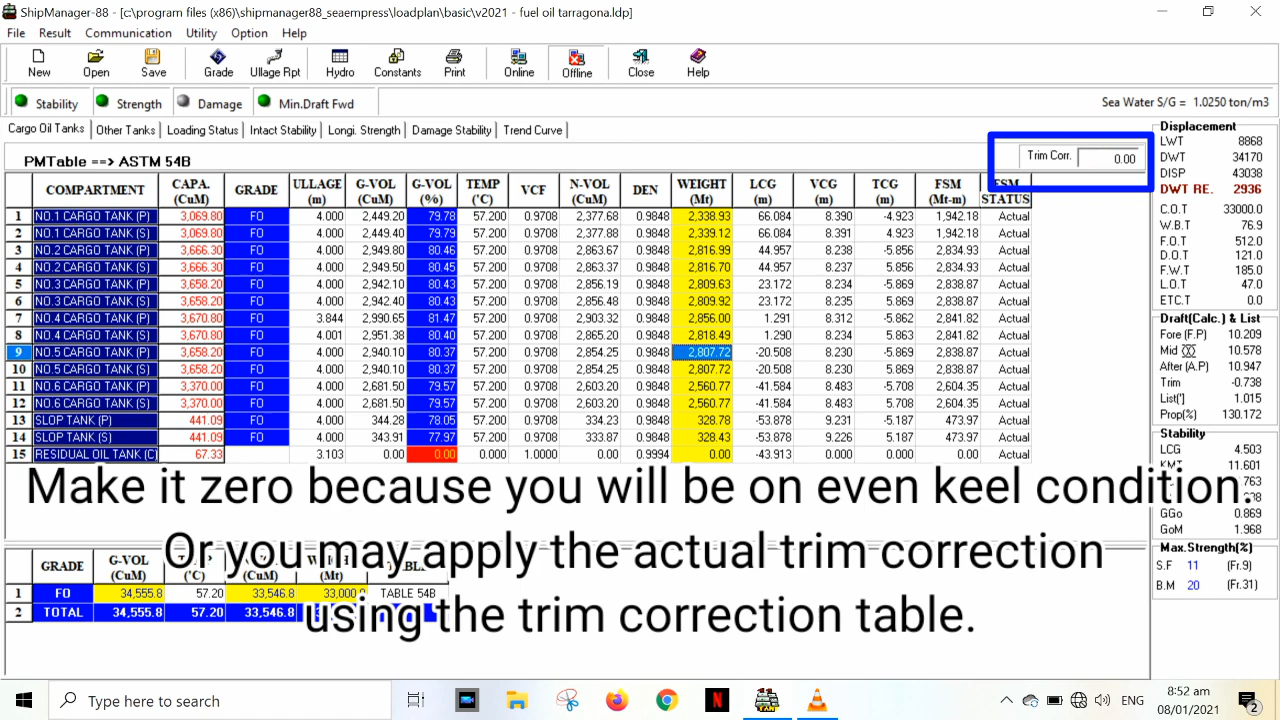 ShipManager-88 - [c:\program files (x86)\shipmanager88_seaempress\loadplan\basic\v2021 - fuel oil tarragona.ldp]
File Result Communication Utility Option Help
New Open Save Grade Ullage Rpt Hydro Constants Print Online Offline Close Help
Stability Strength Damage Min.Draft Fwd Sea Water S/G = 1.0250 ton/m3
Cargo Oil Tanks Other Tanks Loading Status Intact Stability Longi. Strength Damage Stability Trend Curve
PMTable ==> ASTM 54B Trim Corr. 0.00
COMPARTMENT CAPA. (CuM) GRADE ULLAGE (m) G-VOL (CuM) G-VOL (%) TEMP (°C) VCF N-VOL (CuM) DEN WEIGHT (Mt) LCG (m) VCG (m) TCG (m) FSM (Mt-m) FSM STATUS
1 NO.1 CARGO TANK (P) 3,069.80 FO 4.000 2,449.20 79.78 57.200 0.9708 2,377.68 0.9848 2,338.93 66.084 8.390 -4.923 1,942.18 Actual
2 NO.1 CARGO TANK (S) 3,069.80 FO 4.000 2,449.40 79.79 57.200 0.9708 2,377.88 0.9848 2,339.12 66.084 8.391 4.923 1,942.18 Actual
3 NO.2 CARGO TANK (P) 3,666.30 FO 4.000 2,949.80 80.46 57.200 0.9708 2,863.67 0.9848 2,816.99 44.957 8.238 -5.856 2,834.93 Actual
4 NO.2 CARGO TANK (S) 3,666.30 FO 4.000 2,949.50 80.45 57.200 0.9708 2,863.37 0.9848 2,816.70 44.957 8.237 5.856 2,834.93 Actual
5 NO.3 CARGO TANK (P) 3,658.20 FO 4.000 2,942.10 80.43 57.200 0.9708 2,856.19 0.9848 2,809.63 23.172 8.234 -5.869 2,838.87 Actual
6 NO.3 CARGO TANK (S) 3,658.20 FO 4.000 2,942.40 80.43 57.200 0.9708 2,856.48 0.9848 2,809.92 23.172 8.235 5.869 2,838.87 Actual
7 NO.4 CARGO TANK (P) 3,670.80 FO 3.844 2,990.65 81.47 57.200 0.9708 2,903.32 0.9848 2,856.00 1.291 8.312 -5.862 2,841.82 Actual
8 NO.4 CARGO TANK (S) 3,670.80 FO 4.001 2,951.38 80.40 57.200 0.9708 2,865.20 0.9848 2,818.49 1.290 8.234 5.863 2,841.82 Actual
9 NO.5 CARGO TANK (P) 3,658.20 FO 4.000 2,940.10 80.37 57.200 0.9708 2,854.25 0.9848 2,807.72 -20.508 8.230 -5.869 2,838.87 Actual
10 NO.5 CARGO TANK (S) 3,658.20 FO 4.000 2,940.10 80.37 57.200 0.9708 2,854.25 0.9848 2,807.72 -20.508 8.230 5.869 2,838.87 Actual
11 NO.6 CARGO TANK (P) 3,370.00 FO 4.000 2,681.50 79.57 57.200 0.9708 2,603.20 0.9848 2,560.77 -41.584 8.483 -5.708 2,604.35 Actual
12 NO.6 CARGO TANK (S) 3,370.00 FO 4.000 2,681.50 79.57 57.200 0.9708 2,603.20 0.9848 2,560.77 -41.584 8.483 5.708 2,604.35 Actual
13 SLOP TANK (P) 441.09 FO 4.000 344.28 78.05 57.200 0.9708 334.23 0.9848 328.78 -53.878 9.231 -5.187 473.97 Actual
14 SLOP TANK (S) 441.09 FO 4.000 343.91 77.97 57.200 0.9708 333.87 0.9848 328.43 -53.878 9.226 5.187 473.97 Actual
15 RESIDUAL OIL TANK (C) 67.33 3.103 0.00 0.00 1.0000 0.00 0.9994 0.00 -43.913 0.000 0.000 0.00 Actual
Make it zero because you will be on even keel condition.
Or you may apply the actual trim correction
using the trim correction table.
GRADE G-VOL (CuM) (°C) (CuM) (Mt)
1 FO 34,555.8 57.20 33,546.8 33,000.0 TABLE 54B
2 TOTAL 34,555.8 57.20 33,546.8
Displacement
LWT 8868
DWT 34170
DISP 43038
DWT RE. 2936
C.O.T 33000.0
W.B.T 76.9
F.O.T 512.0
D.O.T 121.0
F.W.T 185.0
L.O.T 47.0
ETC.T 0.0
Draft(Calc.) & List
Fore (F.P) 10.209
Mid 10.578
After (A.P) 10.947
Trim -0.738
List(') 1.015
Prop(%) 130.172
Stability
LCG 4.503
KMT 11.601
GGo 0.869
GoM 1.968
Max.Strength(%)
S.F 11 (Fr.9)
B.M 20 (Fr.31)
Type here to search
ENG
8:52 am
08/01/2021
2